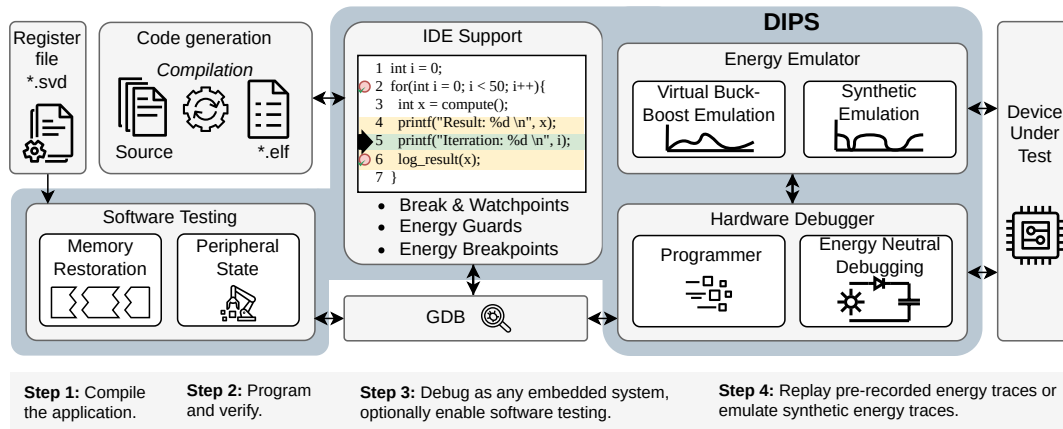 Register
file
*.svd
Code generation
Compilation
Source
*.elf
IDE Support
1 int i = 0;
2 for(int i = 0; i < 50; i++){
3 int x = compute();
4 printf("Result: %d \n", x);
5 printf("Iterration: %d \n", i);
6 log_result(x);
7 }
• Break & Watchpoints
• Energy Guards
• Energy Breakpoints
DIPS
Energy Emulator
Virtual Buck-
Boost Emulation
Synthetic
Emulation
Device
Under
Test
Software Testing
Memory
Restoration
Peripheral
State
GDB
Hardware Debugger
Programmer
Energy Neutral
Debugging
Step 1: Compile
the application.
Step 2: Program
and verify.
Step 3: Debug as any embedded system,
optionally enable software testing.
Step 4: Replay pre-recorded energy traces or
emulate synthetic energy traces.